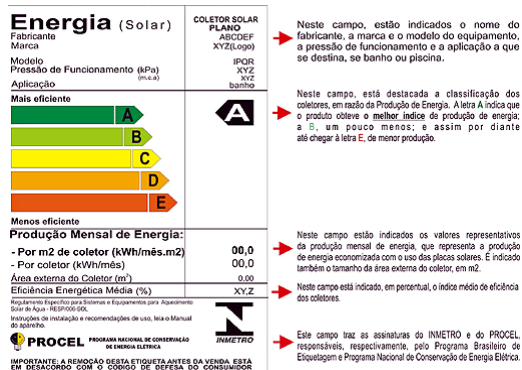 Energia (Solar)
Fabricante
Marca
COLETOR SOLAR
PLANO
ABCDEF
XYZ(Logo)
Modelo
Pressão de Funcionamento (kPa)
(m.c.a)
Aplicação
IPQR
XYZ
XYZ
banho
Mais eficiente
A
B
C
D
E
A
Menos eficiente
Produção Mensal de Energia:
- Por m2 de coletor (kWh/mês.m2) 00,0
- Por coletor (kWh/mês) 00,0
Área externa do Coletor (m²) 0.00
Eficiência Energética Média (%) XY,Z
Regulamento Específico para Sistemas e Equipamentos para Aquecimento
Solar de Água - RESP/006-SOL
Instruções de instalação e recomendações de uso, leia o Manual
do aparelho.
PROCEL PROGRAMA NACIONAL DE CONSERVAÇÃO
DE ENERGIA ELÉTRICA
INMETRO
IMPORTANTE: A REMOÇÃO DESTA ETIQUETA ANTES DA VENDA ESTÁ
EM DESACORDO COM O CÓDIGO DE DEFESA DO CONSUMIDOR
Neste campo, estão indicados o nome do
fabricante, a marca e o modelo do equipamento,
a pressão de funcionamento e a aplicação a que
se destina, se banho ou piscina.
Neste campo, está destacada a classificação dos
coletores, em razão da Produção de Energia. A letra A indica que
o produto obteve o melhor índice de produção de energia;
a B, um pouco menos; e assim por diante
até chegar à letra E, de menor produção.
Neste campo estão indicados os valores representativos
da produção mensal de energia, que representa a produção
de energia economizada com o uso das placas solares. É indicado
também o tamanho da área externa do coletor, em m2.
Neste campo está indicado, em percentual, o índice médio de eficiência
dos coletores.
Este campo traz as assinaturas do INMETRO e do PROCEL,
responsáveis, respectivamente, pelo Programa Brasileiro de
Etiquetagem e Programa Nacional de Conservação de Energia Elétrica.